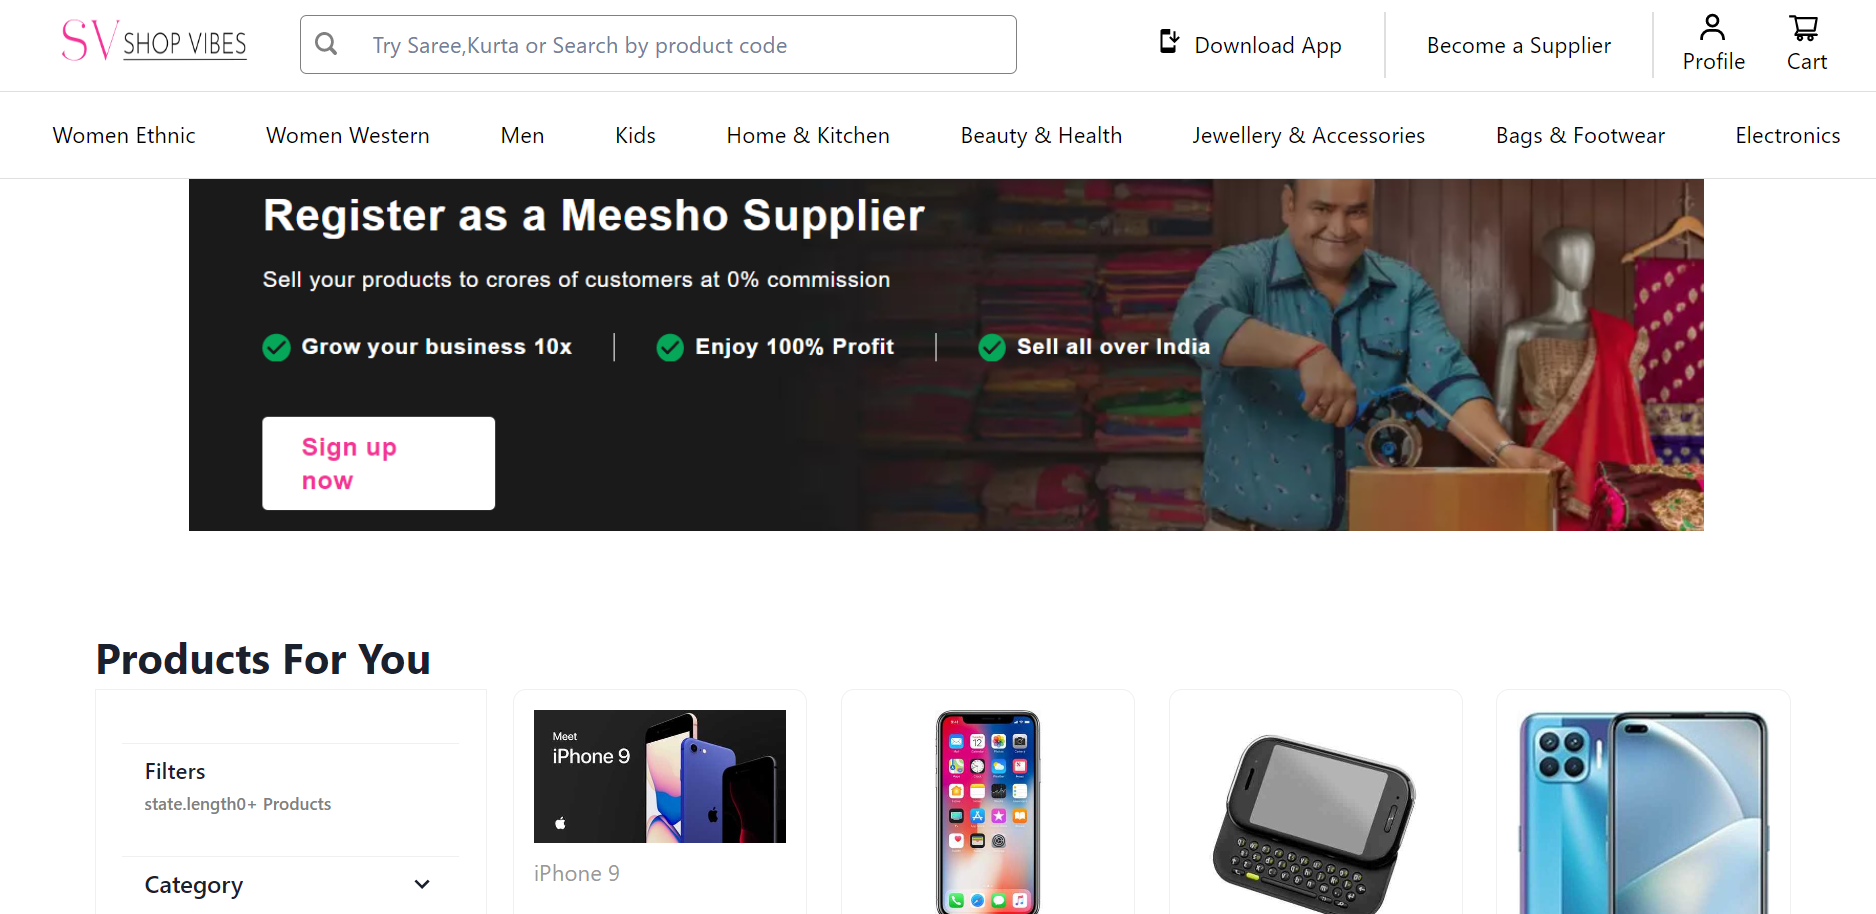 SV SHOP VIBES
Try Saree,Kurta or Search by product code
Download App
Become a Supplier
Profile
Cart
Women Ethnic
Women Western
Men
Kids
Home & Kitchen
Beauty & Health
Jewellery & Accessories
Bags & Footwear
Electronics
Register as a Meesho Supplier
Sell your products to crores of customers at 0% commission
Grow your business 10x
Enjoy 100% Profit
Sell all over India
Sign up
now
Products For You
Filters
state.length0+ Products
Category
Meet
iPhone 9
iPhone 9